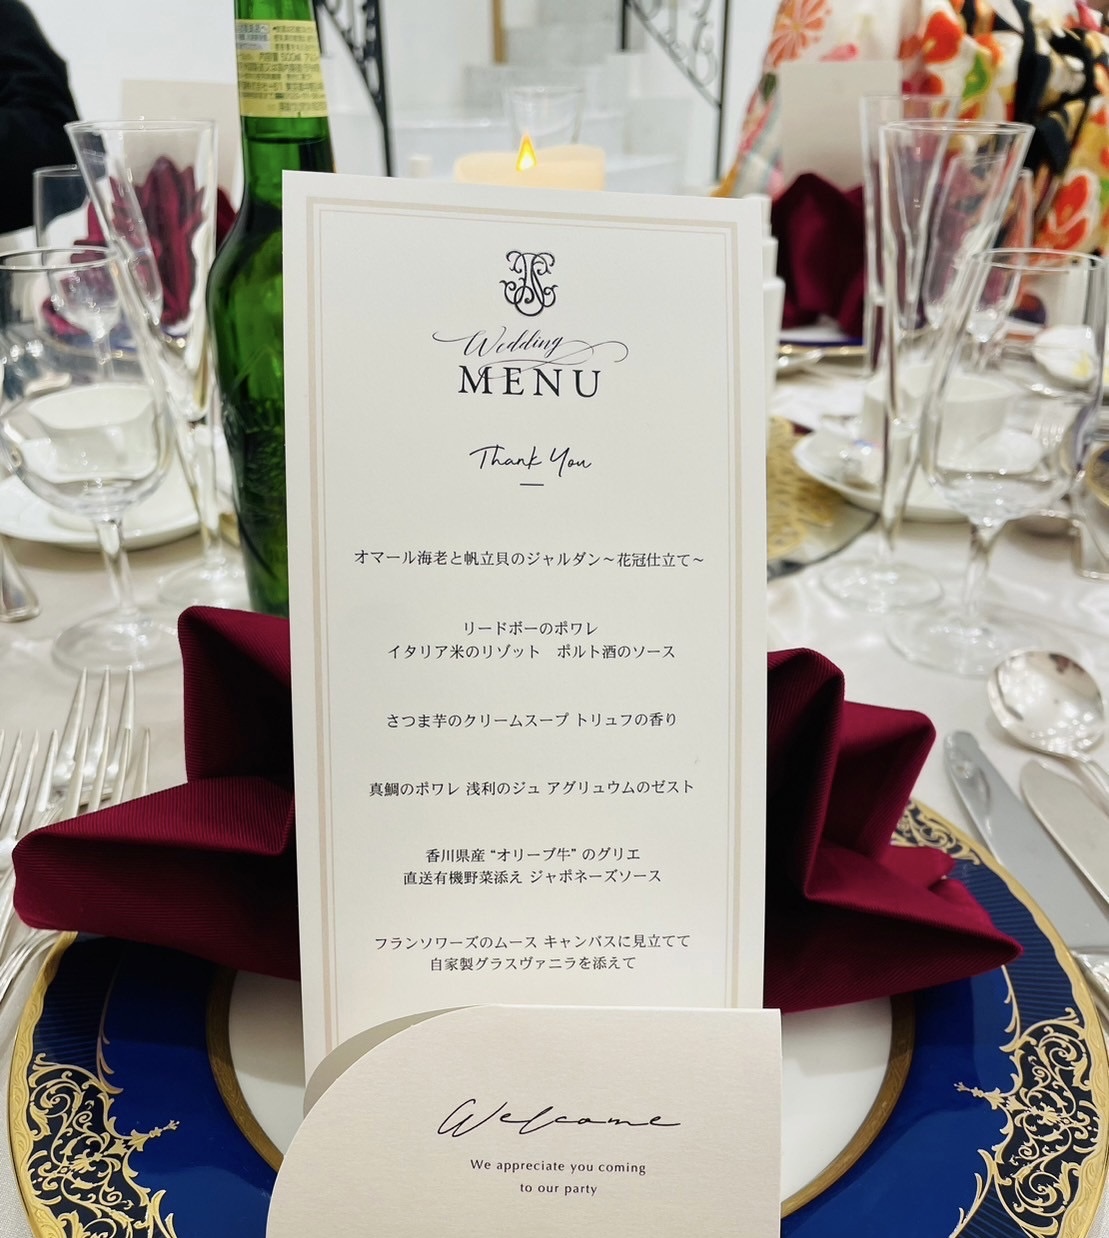 Wedding
MENU
Thank You
オマール海老と帆立貝のジャルダン～花冠仕立て～
リードボーのポワレ
イタリア米のリゾット　ポルト酒のソース
さつま芋のクリームスープ トリュフの香り
真鯛のポワレ 浅利のジュ アグリュウムのゼスト
香川県産 “オリーブ牛” のグリエ
直送有機野菜添え ジャポネーズソース
フランソワーズのムース キャンバスに見立てて
自家製グラスヴァニラを添えて
Welcome
We appreciate you coming
to our party